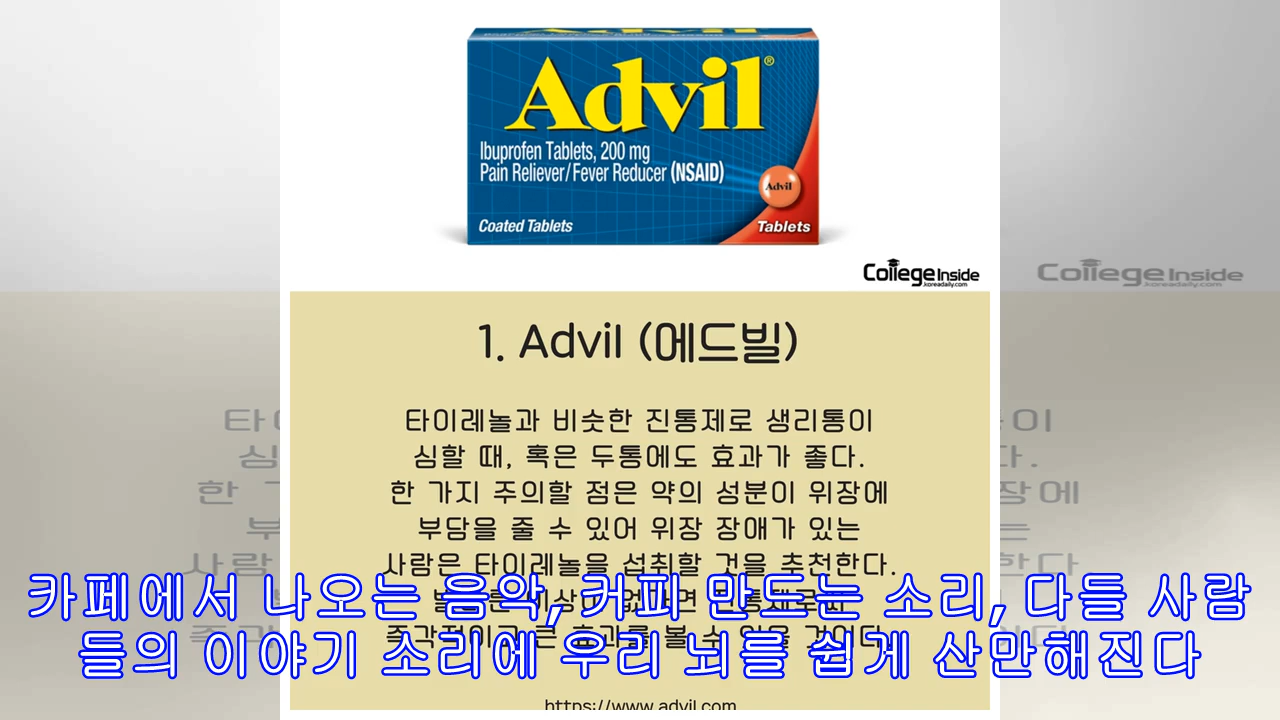 Advil®
Ibuprofen Tablets, 200 mg
Pain Reliever/Fever Reducer (NSAID)
Advil
Coated Tablets
Tablets
College Inside
.koreadaily.com
College Inside
.koreadaily.com
1. Advil (에드빌)
타이레놀과 비슷한 진통제로 생리통이
심할 때, 혹은 두통에도 효과가 좋다.
한 가지 주의할 점은 약의 성분이 위장에
부담을 줄 수 있어 위장 장애가 있는
사람은 타이레놀을 섭취할 것을 추천한다.
카페에서 나오는 음악, 커피 만드는 소리, 다들 사람
들의 이야기 소리에 우리 뇌를 쉽게 산만해진다
https://www.advil.com